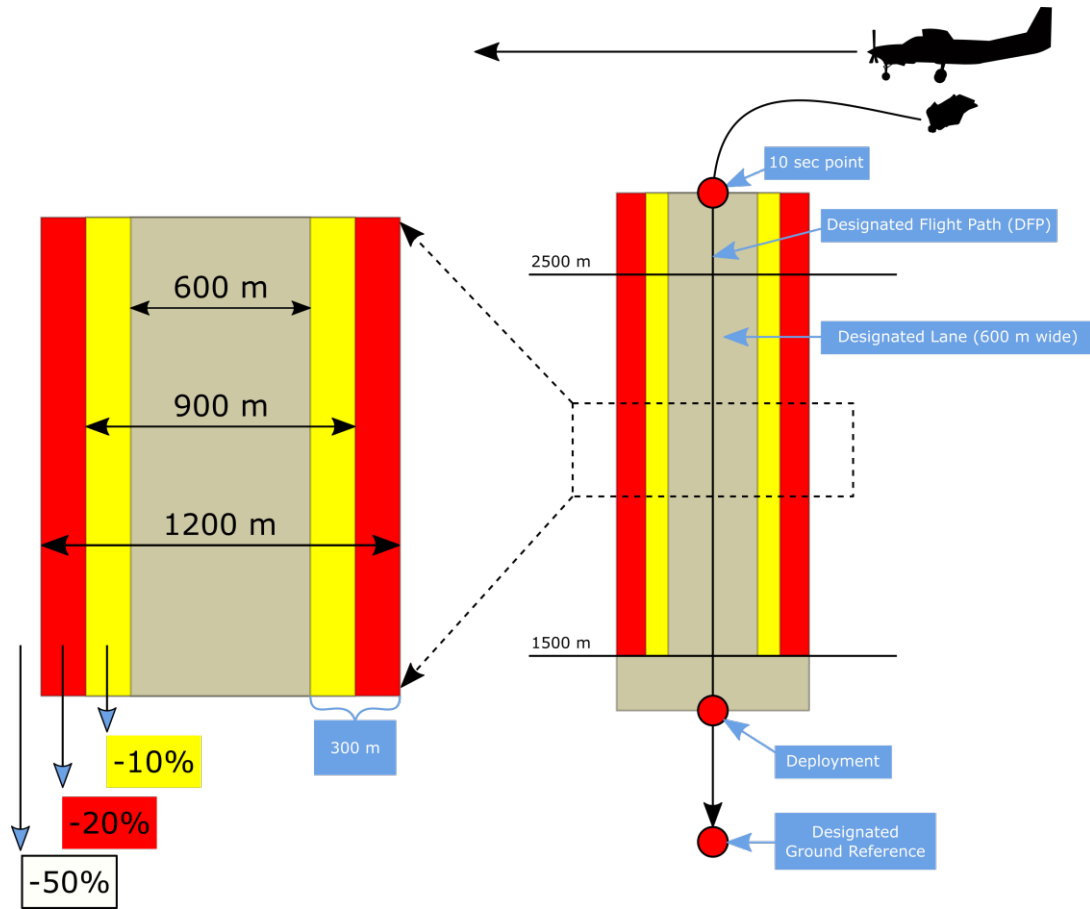 10 sec point
Designated Flight Path (DFP)
2500 m
600 m
Designated Lane (600 m wide)
900 m
1200 m
1500 m
300 m
-10%
Deployment
-20%
Designated
Ground Reference
-50%